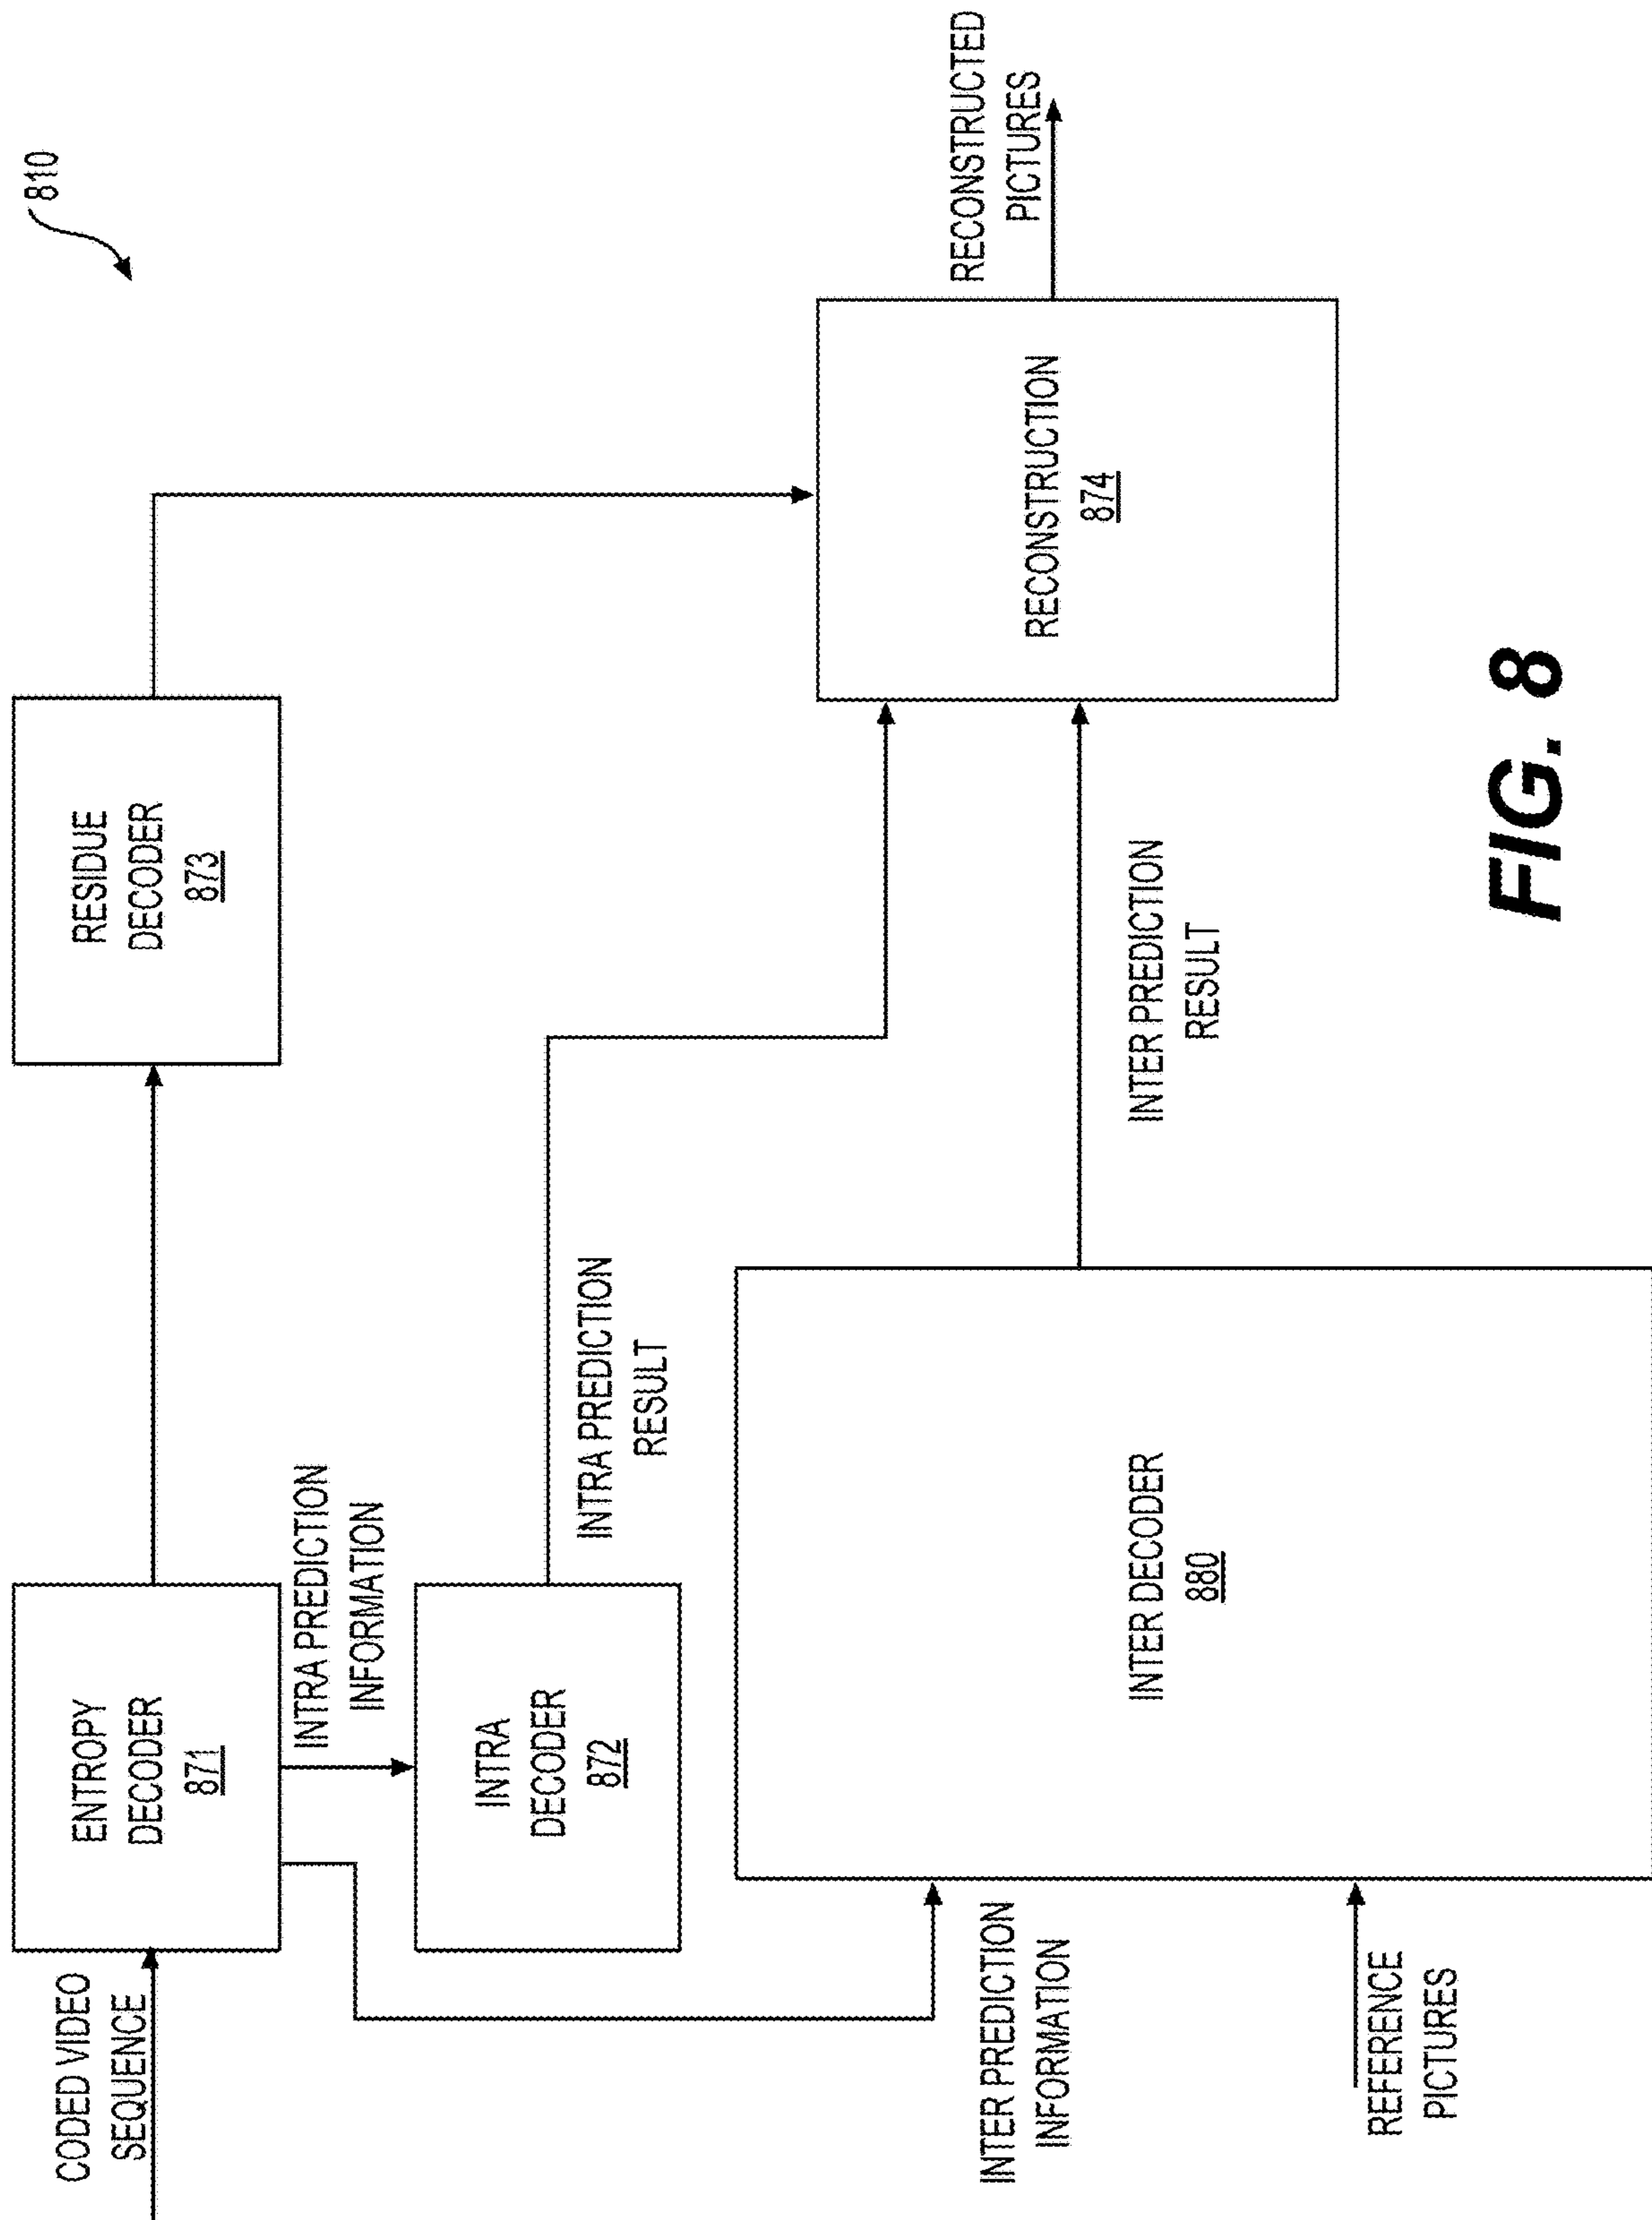 810
CODED VIDEO
SEQUENCE
ENTROPY
DECODER
871
RESIDUE
DECODER
873
INTRA PREDICTION
INFORMATION
INTRA
DECODER
872
INTRA PREDICTION
RESULT
RECONSTRUCTED
PICTURES
RECONSTRUCTION
874
INTER PREDICTION
INFORMATION
INTER DECODER
880
INTER PREDICTION
RESULT
REFERENCE
PICTURES
FIG. 8